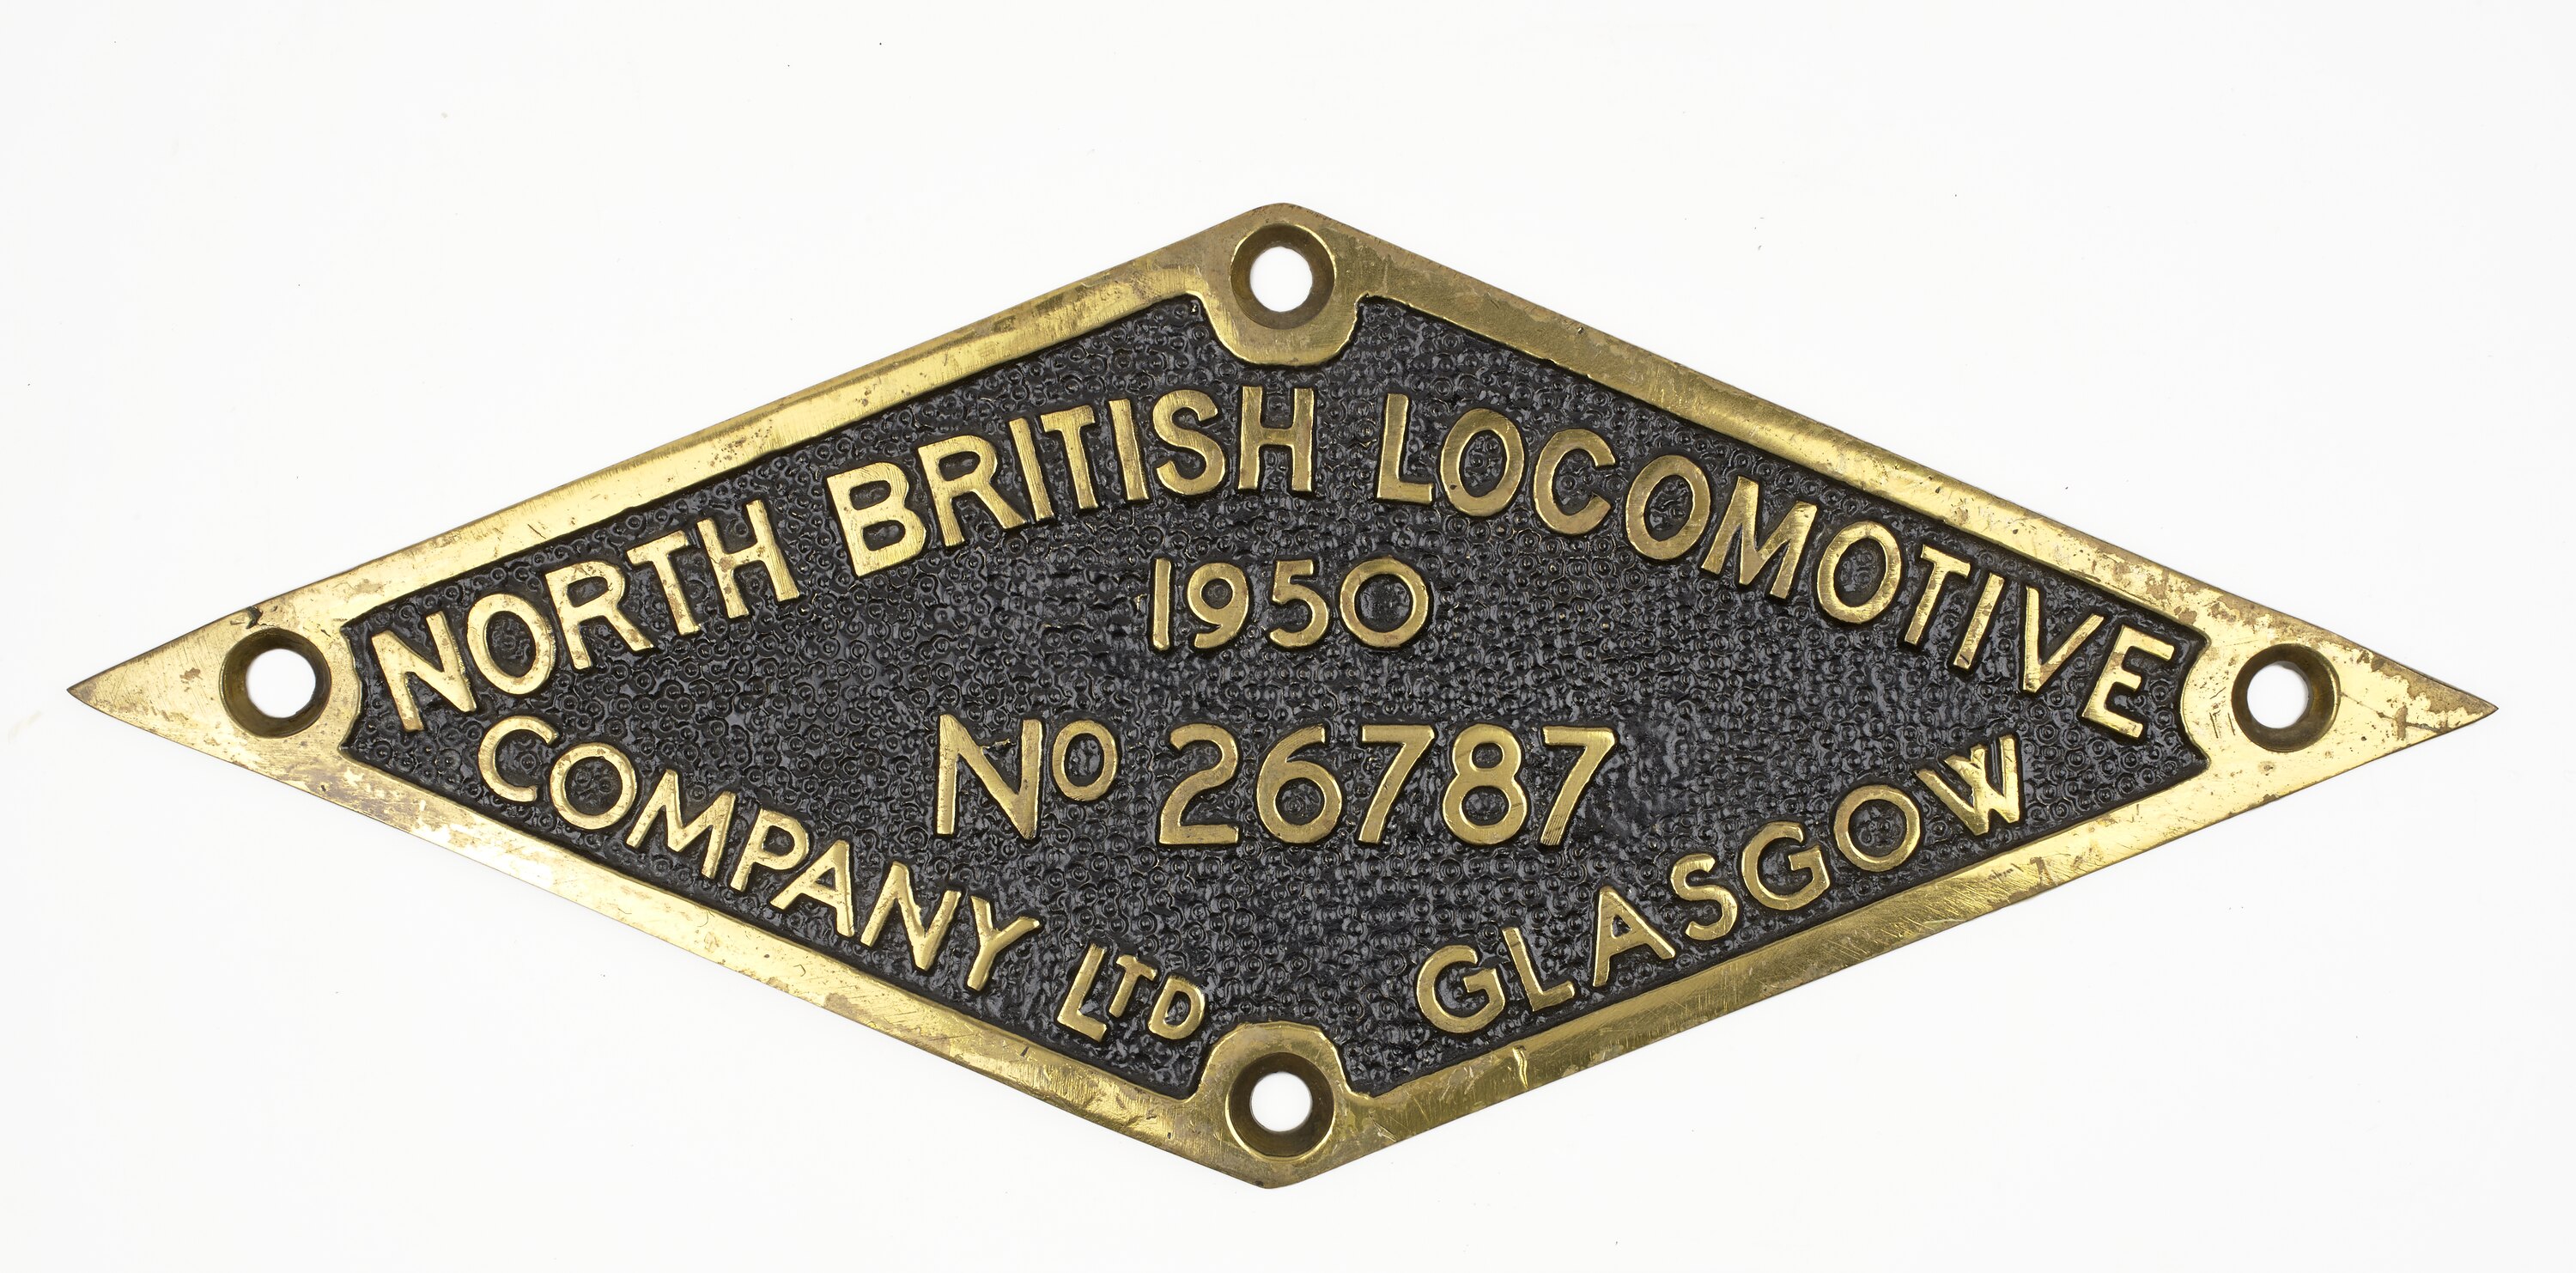 NORTH BRITISH LOCOMOTIVE
1950
No 26787
COMPANY LTD GLASGOW